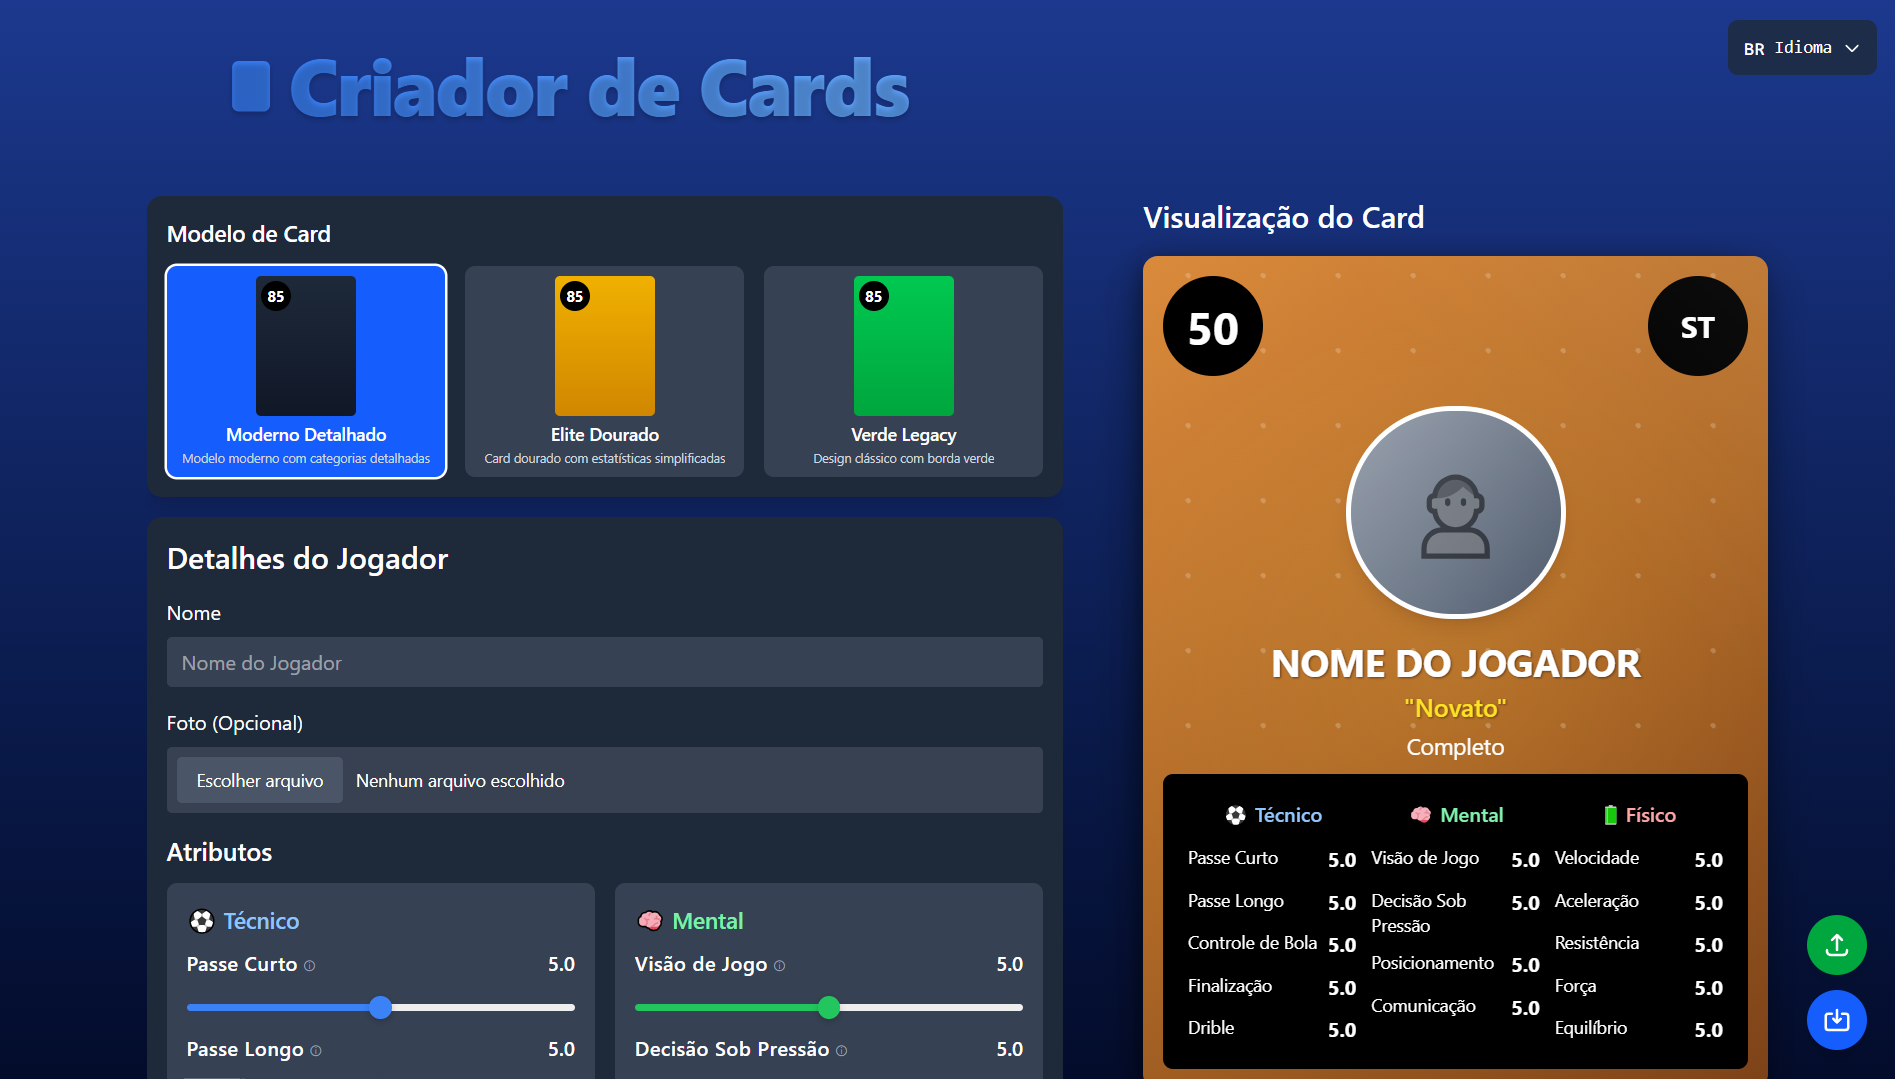 Criador de Cards
BR Idioma
Modelo de Card
85
Moderno Detalhado
Modelo moderno com categorias detalhadas
85
Elite Dourado
Card dourado com estatísticas simplificadas
85
Verde Legacy
Design clássico com borda verde
Detalhes do Jogador
Nome
Nome do Jogador
Foto (Opcional)
Escolher arquivo Nenhum arquivo escolhido
Atributos
Técnico
Passe Curto 5.0
Passe Longo 5.0
Mental
Visão de Jogo 5.0
Decisão Sob Pressão 5.0
Visualização do Card
50
ST
NOME DO JOGADOR
"Novato"
Completo
Técnico
Passe Curto 5.0
Passe Longo 5.0
Controle de Bola 5.0
Finalização 5.0
Drible 5.0
Mental
Visão de Jogo 5.0
Decisão Sob 5.0
Pressão
Posicionamento 5.0
Comunicação 5.0
Físico
Velocidade 5.0
Aceleração 5.0
Resistência 5.0
Força 5.0
Equilíbrio 5.0